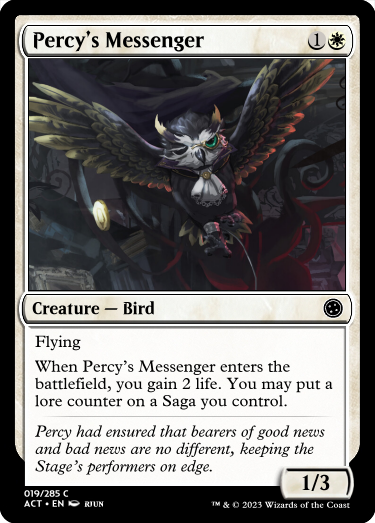 Percy's Messenger 1
Creature — Bird
Flying
When Percy's Messenger enters the
battlefield, you gain 2 life. You may put a
lore counter on a Saga you control.
Percy had ensured that bearers of good news
and bad news are no different, keeping the
Stage's performers on edge.
1/3
019/285 C
ACT • EN RJUN
™ & © 2023 Wizards of the Coast